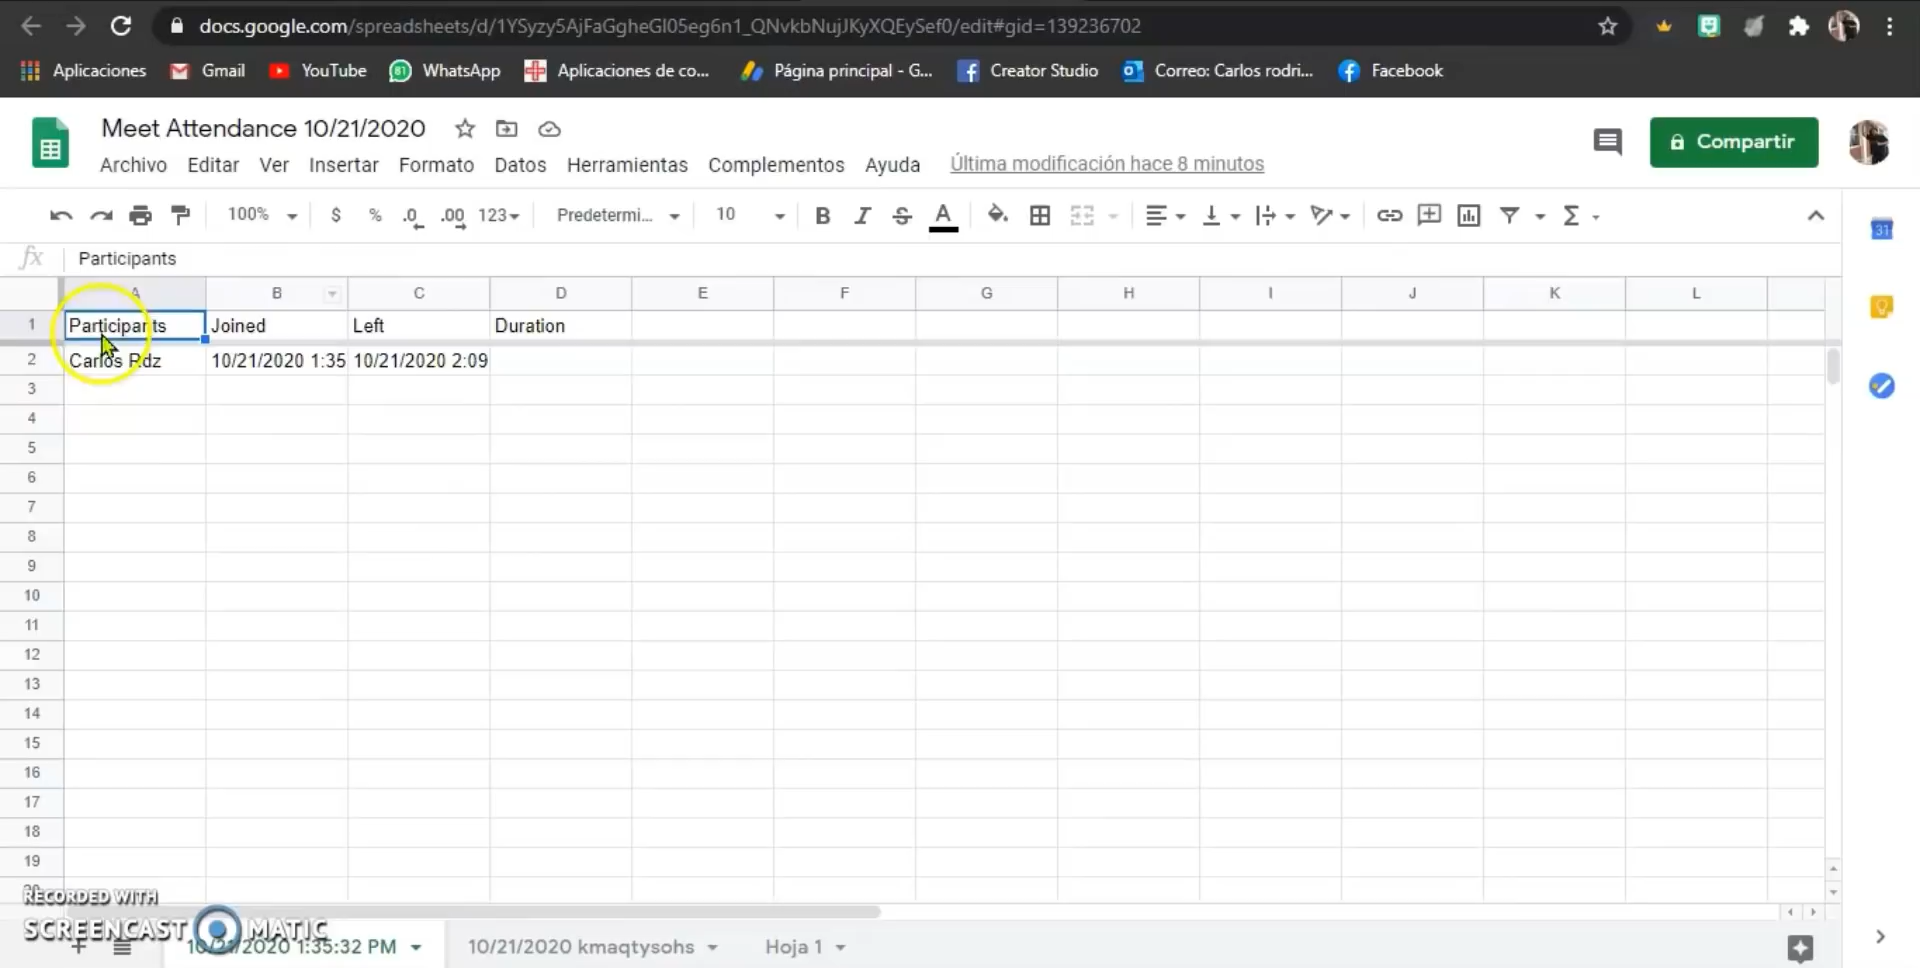 docs.google.com/spreadsheets/d/1YSyzy5AjFaGgheGl05eg6n1_QNvkbNujJKyXQEySef0/edit#gid=139236702
Aplicaciones Gmail YouTube WhatsApp Aplicaciones de co... Página principal - G... Creator Studio Correo: Carlos rodri... Facebook
Meet Attendance 10/21/2020
Compartir
Archivo Editar Ver Insertar Formato Datos Herramientas Complementos Ayuda Última modificación hace 8 minutos
100% $ % .0 .00 123 Predetermi... 10 B I S A Σ
31
fx Participants
A B C D E F G H I J K L
1 Participants Joined Left Duration
2 Carlos Rdz 10/21/2020 1:35 10/21/2020 2:09
3
4
5
6
7
8
9
10
11
12
13
14
15
16
17
18
19
20
RECORDED WITH
SCREENCAST MATIC
10/21/2020 1:35:32 PM 10/21/2020 kmaqtysohs Hoja 1